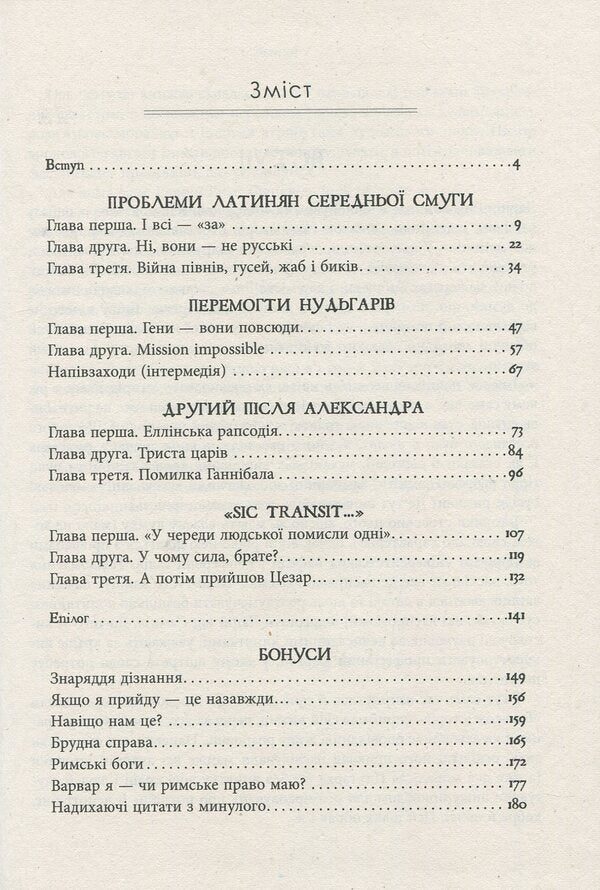 Зміст
Вступ ........ 4
ПРОБЛЕМИ ЛАТИНЯН СЕРЕДНЬОЇ СМУГИ
Глава перша. І всі — «за» ........ 9
Глава друга. Ні, вони — не русські ........ 22
Глава третя. Війна півнів, гусей, жаб і биків. ........ 34
ПЕРЕМОГТИ НУДЬГАРІВ
Глава перша. Гени — вони повсюди. ........ 47
Глава друга. Mission impossible ........ 57
Напівзаходи (інтермедія) ........ 67
ДРУГИЙ ПІСЛЯ АЛЕКСАНДРА
Глава перша. Еллінська рапсодія. ........ 73
Глава друга. Триста царів ........ 84
Глава третя. Помилка Ганнібала ........ 96
«SIC TRANSIT...»
Глава перша. «У череди людської помисли одні». ........ 107
Глава друга. У чому сила, брате? ........ 119
Глава третя. А потім прийшов Цезар... ........ 132
Епілог ........ 141
БОНУСИ
Знаряддя дізнання. ........ 149
Якщо я прийду — це назавжди... ........ 156
Навіщо нам це? ........ 159
Брудна справа. ........ 165
Римські боги ........ 172
Варвар я — чи римське право маю? ........ 177
Надихаючі цитати з минулого. ........ 180